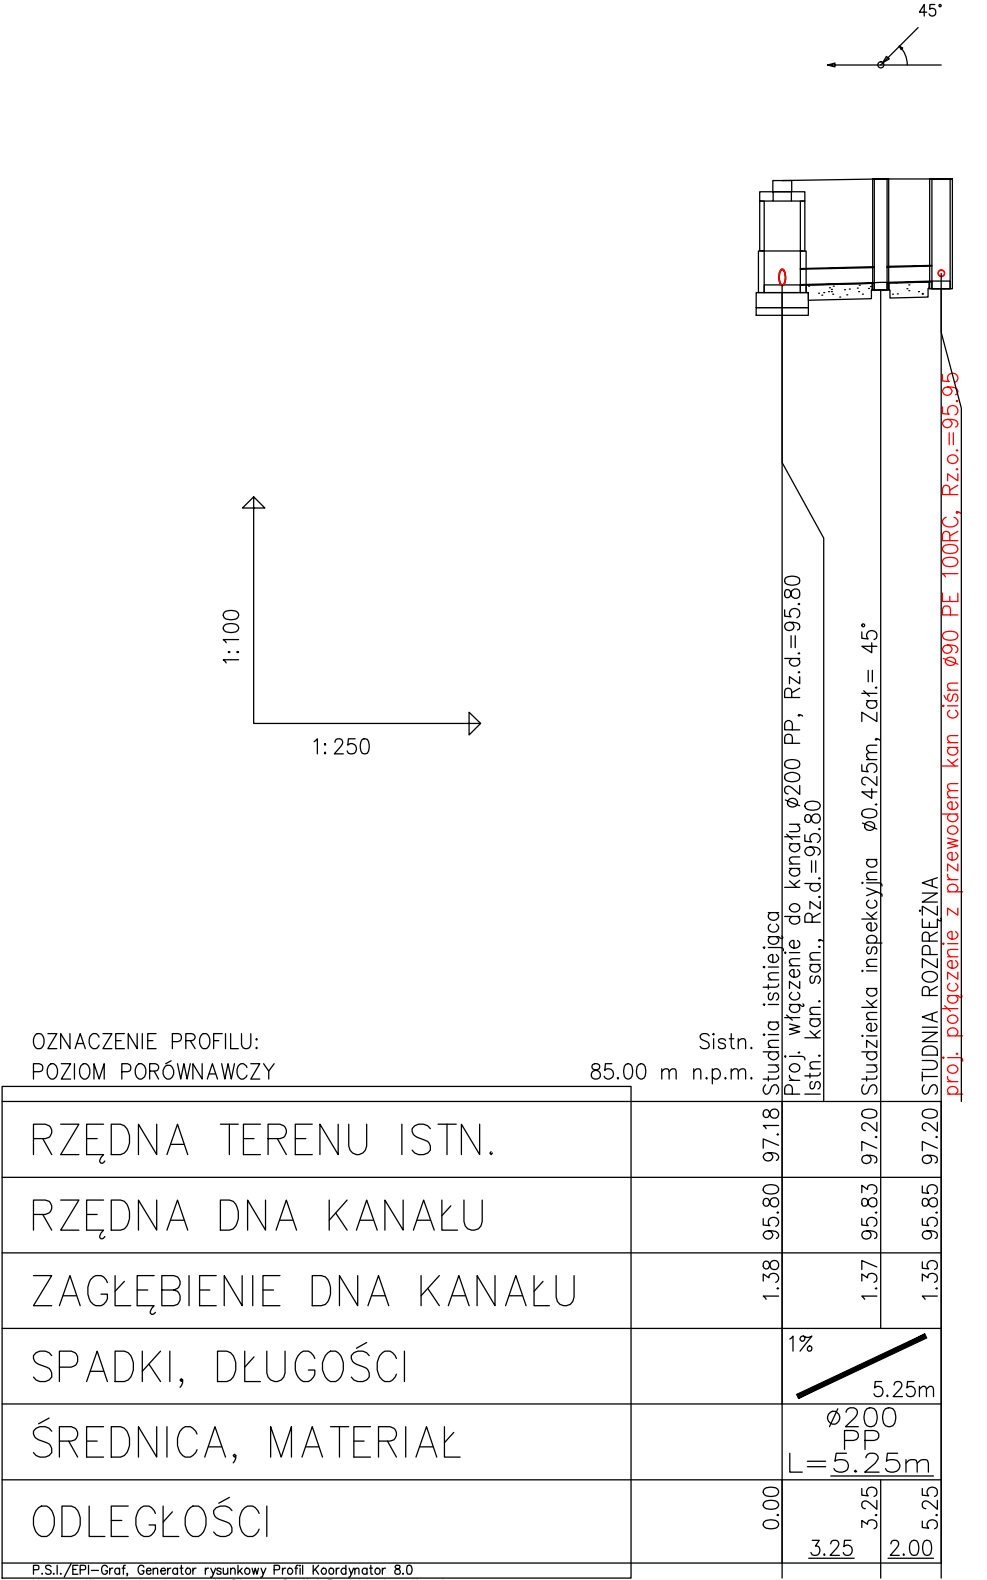 45°
1:100
1:250
Studnia istniejąca
Proj. włączenie do kanału ø200 PP, Rz.d.=95.80
Istn. kan. san., Rz.d.=95.80
Studzienka inspekcyjna ø0.425m, Zał.= 45°
STUDNIA ROZPRĘŻNA
proj. połączenie z przewodem kan ciśn ø90 PE 100RC, Rz.o.=95.95
OZNACZENIE PROFILU: Sistn.
POZIOM PORÓWNAWCZY 85.00 m n.p.m.
RZĘDNA TERENU ISTN. 97.18 97.20 97.20
RZĘDNA DNA KANAŁU 95.80 95.83 95.85
ZAGŁĘBIENIE DNA KANAŁU 1.38 1.37 1.35
SPADKI, DŁUGOŚCI 1% 5.25m
ŚREDNICA, MATERIAŁ
ø200
PP
L=5.25m
ODLEGŁOŚCI 0.00 3.25 5.25
3.25 2.00
P.S.I./EPI-Graf, Generator rysunkowy Profil Koordynator 8.0